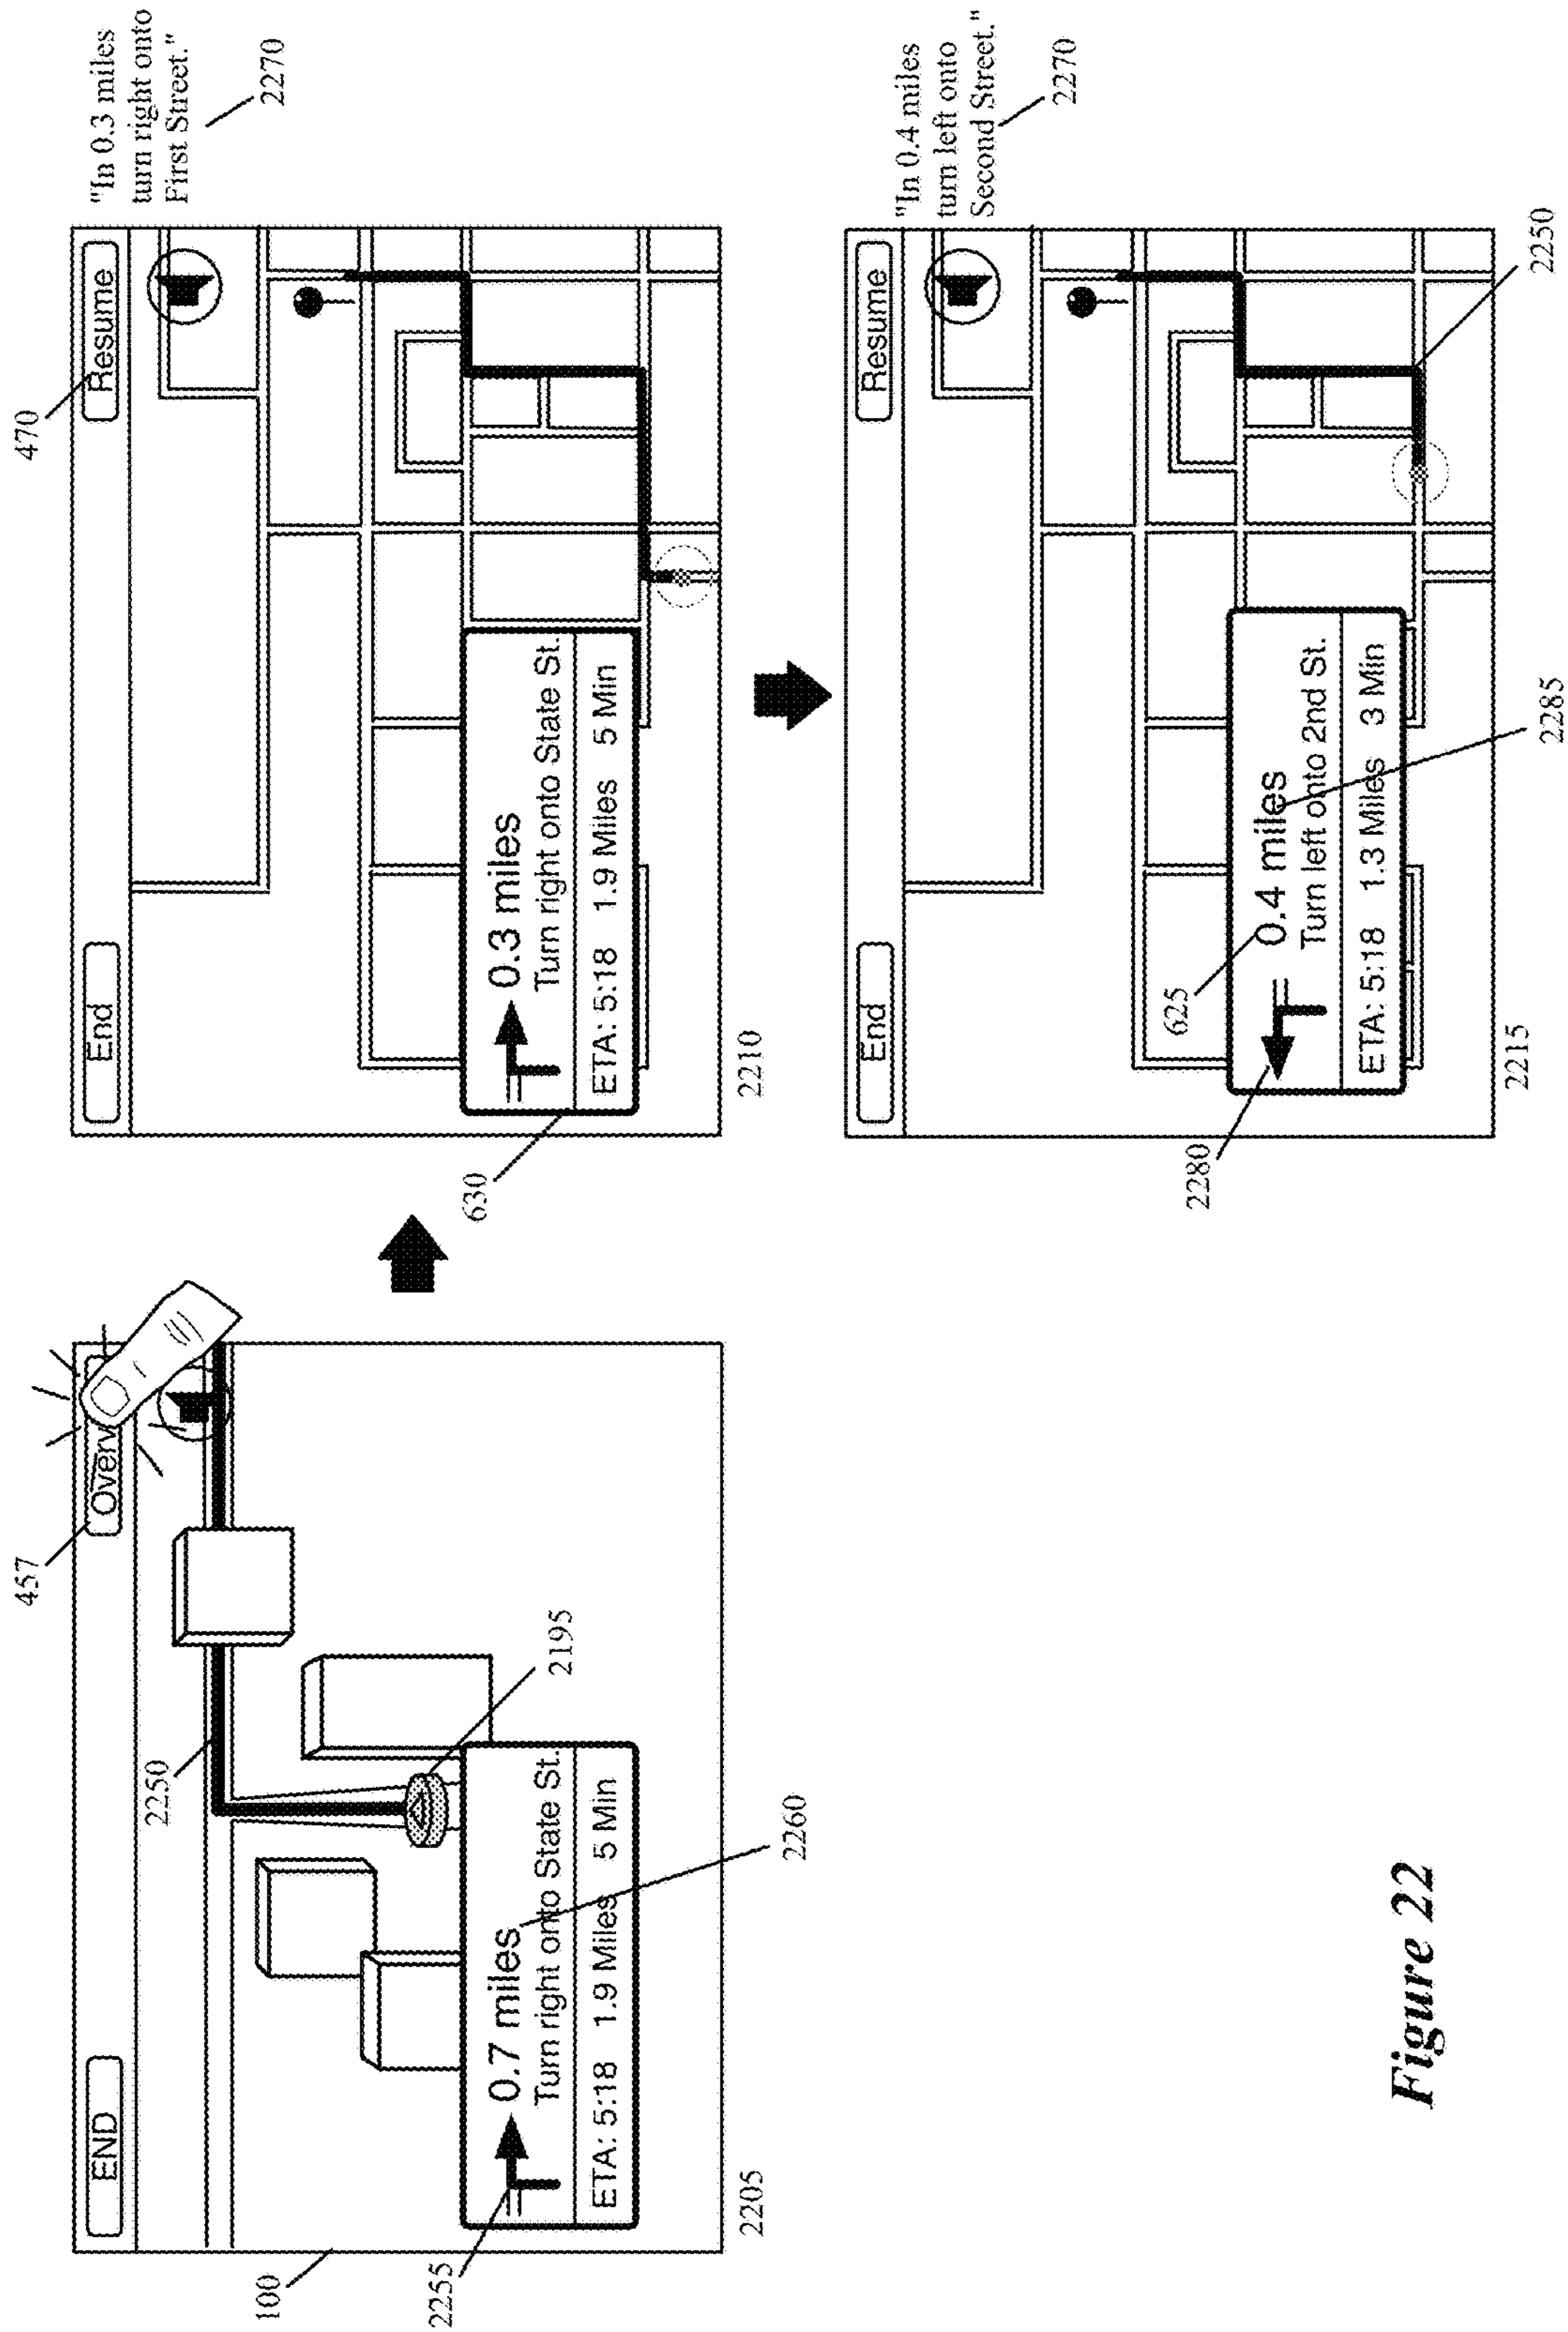 457
END
Overv
2250
2195
0.7 miles
Turn right onto State St.
ETA: 5:18 1.9 Miles 5 Min
100
2255
2205
2260
470
End
Resume
"In 0.3 miles
turn right onto
First Street."
2270
0.3 miles
Turn right onto State St.
ETA: 5:18 1.9 Miles 5 Min
630
2210
End
Resume
"In 0.4 miles
turn left onto
Second Street."
2270
625
0.4 miles
Turn left onto 2nd St.
ETA: 5:18 1.3 Miles 3 Min
2280
2215
2285
2250
Figure 22